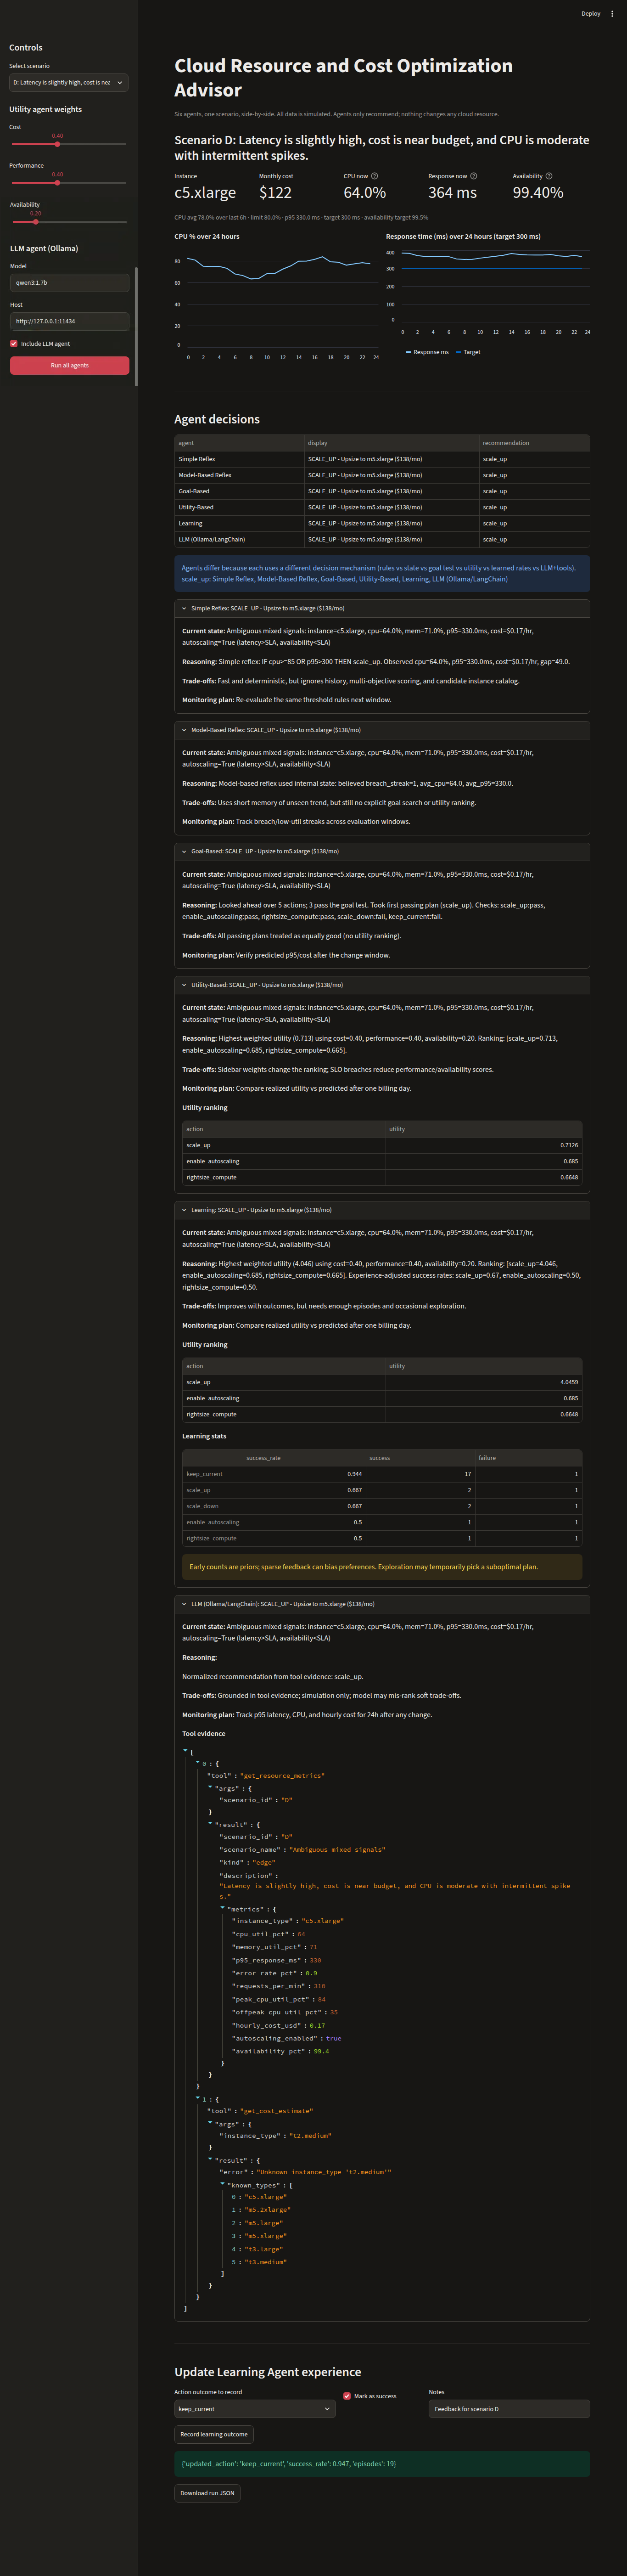 Deploy
Controls
Select scenario
D: Latency is slightly high, cost is nea
Utility agent weights
Cost
0.40
Performance
0.40
Availability
0.20
LLM agent (Ollama)
Model
qwen3:1.7b
Host
http://127.0.0.1:11434
Include LLM agent
Run all agents
Cloud Resource and Cost Optimization
Advisor
Six agents, one scenario, side-by-side. All data is simulated. Agents only recommend; nothing changes any cloud resource.
Scenario D: Latency is slightly high, cost is near budget, and CPU is moderate
with intermittent spikes.
Instance Monthly cost CPU now Response now Availability
c5.xlarge $122 64.0% 364 ms 99.40%
CPU avg 78.0% over last 6h · limit 80.0% · p95 330.0 ms · target 300 ms · availability target 99.5%
CPU % over 24 hours
80
60
40
20
0
0 2 4 6 8 10 12 14 16 18 20 22 24
Response time (ms) over 24 hours (target 300 ms)
400
300
200
100
0
0 2 4 6 8 10 12 14 16 18 20 22 24
Response ms Target
Agent decisions
agent display recommendation
Simple Reflex SCALE_UP - Upsize to m5.xlarge ($138/mo) scale_up
Model-Based Reflex SCALE_UP - Upsize to m5.xlarge ($138/mo) scale_up
Goal-Based SCALE_UP - Upsize to m5.xlarge ($138/mo) scale_up
Utility-Based SCALE_UP - Upsize to m5.xlarge ($138/mo) scale_up
Learning SCALE_UP - Upsize to m5.xlarge ($138/mo) scale_up
LLM (Ollama/LangChain) SCALE_UP - Upsize to m5.xlarge ($138/mo) scale_up
Agents differ because each uses a different decision mechanism (rules vs state vs goal test vs utility vs learned rates vs LLM+tools).
scale_up: Simple Reflex, Model-Based Reflex, Goal-Based, Utility-Based, Learning, LLM (Ollama/LangChain)
Simple Reflex: SCALE_UP - Upsize to m5.xlarge ($138/mo)
Current state: Ambiguous mixed signals: instance=c5.xlarge, cpu=64.0%, mem=71.0%, p95=330.0ms, cost=$0.17/hr,
autoscaling=True (latency>SLA, availability<SLA)
Reasoning: Simple reflex: IF cpu>=85 OR p95>300 THEN scale_up. Observed cpu=64.0%, p95=330.0ms, cost=$0.17/hr, gap=49.0.
Trade-offs: Fast and deterministic, but ignores history, multi-objective scoring, and candidate instance catalog.
Monitoring plan: Re-evaluate the same threshold rules next window.
Model-Based Reflex: SCALE_UP - Upsize to m5.xlarge ($138/mo)
Current state: Ambiguous mixed signals: instance=c5.xlarge, cpu=64.0%, mem=71.0%, p95=330.0ms, cost=$0.17/hr,
autoscaling=True (latency>SLA, availability<SLA)
Reasoning: Model-based reflex used internal state: believed breach_streak=1, avg_cpu=64.0, avg_p95=330.0.
Trade-offs: Uses short memory of unseen trend, but still no explicit goal search or utility ranking.
Monitoring plan: Track breach/low-util streaks across evaluation windows.
Goal-Based: SCALE_UP - Upsize to m5.xlarge ($138/mo)
Current state: Ambiguous mixed signals: instance=c5.xlarge, cpu=64.0%, mem=71.0%, p95=330.0ms, cost=$0.17/hr,
autoscaling=True (latency>SLA, availability<SLA)
Reasoning: Looked ahead over 5 actions; 3 pass the goal test. Took first passing plan (scale_up). Checks: scale_up:pass,
enable_autoscaling:pass, rightsize_compute:pass, scale_down:fail, keep_current:fail.
Trade-offs: All passing plans treated as equally good (no utility ranking).
Monitoring plan: Verify predicted p95/cost after the change window.
Utility-Based: SCALE_UP - Upsize to m5.xlarge ($138/mo)
Current state: Ambiguous mixed signals: instance=c5.xlarge, cpu=64.0%, mem=71.0%, p95=330.0ms, cost=$0.17/hr,
autoscaling=True (latency>SLA, availability<SLA)
Reasoning: Highest weighted utility (0.713) using cost=0.40, performance=0.40, availability=0.20. Ranking: [scale_up=0.713,
enable_autoscaling=0.685, rightsize_compute=0.665].
Trade-offs: Sidebar weights change the ranking; SLO breaches reduce performance/availability scores.
Monitoring plan: Compare realized utility vs predicted after one billing day.
Utility ranking
action utility
scale_up 0.7126
enable_autoscaling 0.685
rightsize_compute 0.6648
Learning: SCALE_UP - Upsize to m5.xlarge ($138/mo)
Current state: Ambiguous mixed signals: instance=c5.xlarge, cpu=64.0%, mem=71.0%, p95=330.0ms, cost=$0.17/hr,
autoscaling=True (latency>SLA, availability<SLA)
Reasoning: Highest weighted utility (4.046) using cost=0.40, performance=0.40, availability=0.20. Ranking: [scale_up=4.046,
enable_autoscaling=0.685, rightsize_compute=0.665]. Experience-adjusted success rates: scale_up=0.67, enable_autoscaling=0.50,
rightsize_compute=0.50.
Trade-offs: Improves with outcomes, but needs enough episodes and occasional exploration.
Monitoring plan: Compare realized utility vs predicted after one billing day.
Utility ranking
action utility
scale_up 4.0459
enable_autoscaling 0.685
rightsize_compute 0.6648
Learning stats
success_rate success failure
keep_current 0.944 17 1
scale_up 0.667 2 1
scale_down 0.667 2 1
enable_autoscaling 0.5 1 1
rightsize_compute 0.5 1 1
Early counts are priors; sparse feedback can bias preferences. Exploration may temporarily pick a suboptimal plan.
LLM (Ollama/LangChain): SCALE_UP - Upsize to m5.xlarge ($138/mo)
Current state: Ambiguous mixed signals: instance=c5.xlarge, cpu=64.0%, mem=71.0%, p95=330.0ms, cost=$0.17/hr,
autoscaling=True (latency>SLA, availability<SLA)
Reasoning:
Normalized recommendation from tool evidence: scale_up.
Trade-offs: Grounded in tool evidence; simulation only; model may mis-rank soft trade-offs.
Monitoring plan: Track p95 latency, CPU, and hourly cost for 24h after any change.
Tool evidence
[
0 : {
"tool" : "get_resource_metrics"
"args" : {
"scenario_id" : "D"
}
"result" : {
"scenario_id" : "D"
"scenario_name" : "Ambiguous mixed signals"
"kind" : "edge"
"description" :
"Latency is slightly high, cost is near budget, and CPU is moderate with intermittent spike
s."
"metrics" : {
"instance_type" : "c5.xlarge"
"cpu_util_pct" : 64
"memory_util_pct" : 71
"p95_response_ms" : 330
"error_rate_pct" : 0.9
"requests_per_min" : 310
"peak_cpu_util_pct" : 84
"offpeak_cpu_util_pct" : 35
"hourly_cost_usd" : 0.17
"autoscaling_enabled" : true
"availability_pct" : 99.4
}
}
}
1 : {
"tool" : "get_cost_estimate"
"args" : {
"instance_type" : "t2.medium"
}
"result" : {
"error" : "Unknown instance_type 't2.medium'"
"known_types" : [
0 : "c5.xlarge"
1 : "m5.2xlarge"
2 : "m5.large"
3 : "m5.xlarge"
4 : "t3.large"
5 : "t3.medium"
]
}
}
]
Update Learning Agent experience
Action outcome to record
keep_current
Mark as success
Notes
Feedback for scenario D
Record learning outcome
{'updated_action': 'keep_current', 'success_rate': 0.947, 'episodes': 19}
Download run JSON